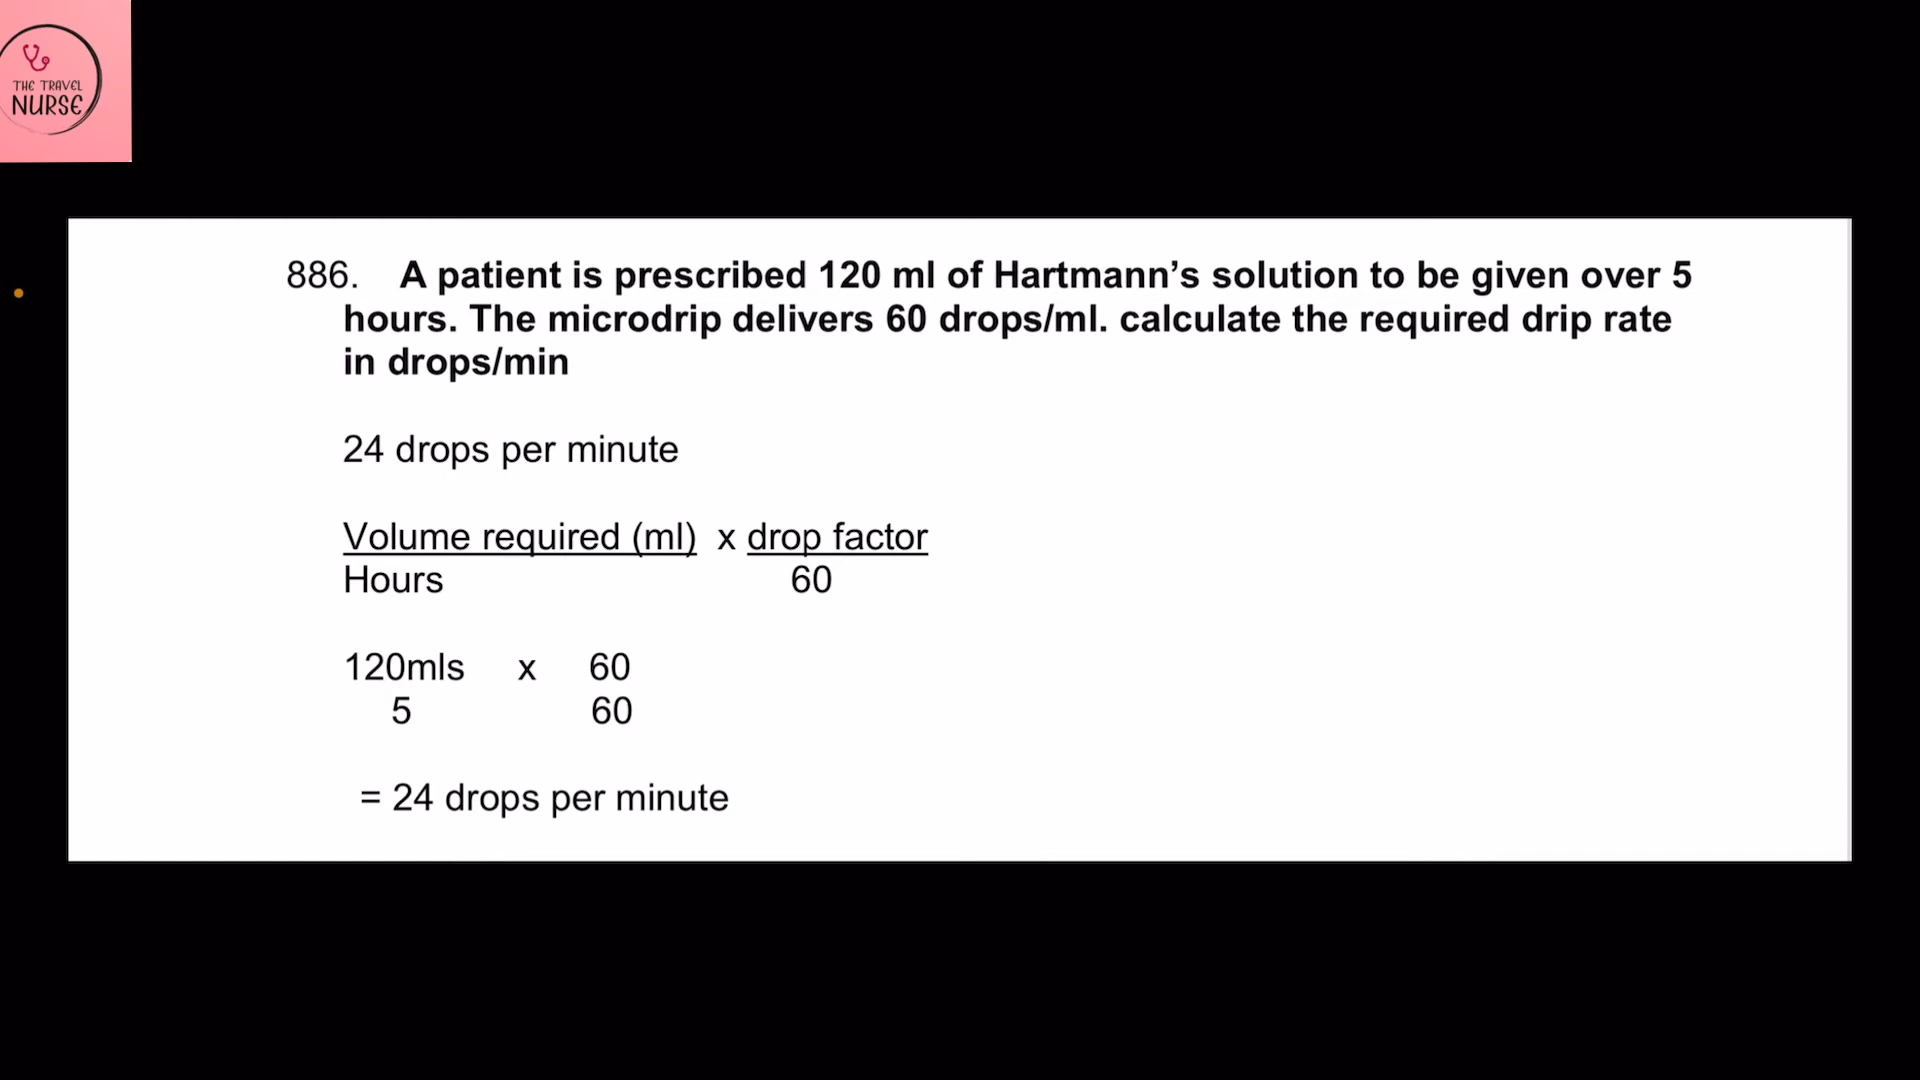 THE TRAVEL
NURSE
886. A patient is prescribed 120 ml of Hartmann’s solution to be given over 5
hours. The microdrip delivers 60 drops/ml. calculate the required drip rate
in drops/min
24 drops per minute
Volume required (ml) x drop factor
Hours 60
120mls x 60
5 60
= 24 drops per minute